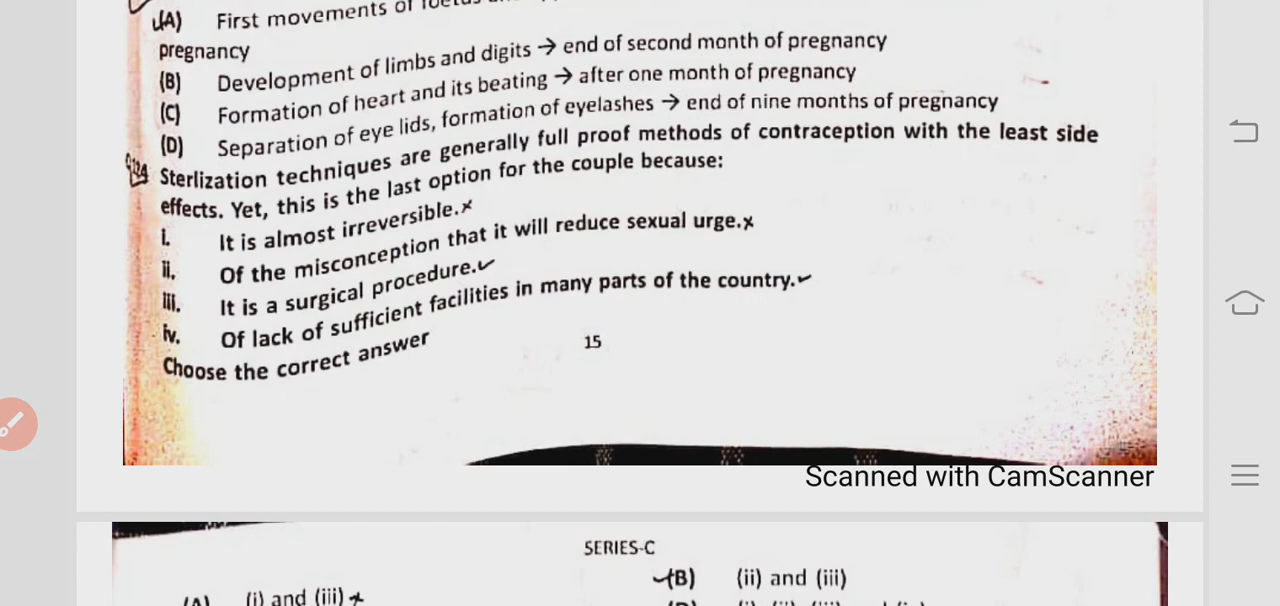 (A) First movements of
pregnancy
(B) Development of limbs and digits → end of second month of pregnancy
(C) Formation of heart and its beating → after one month of pregnancy
(D) Separation of eye lids, formation of eyelashes → end of nine months of pregnancy
124 Sterlization techniques are generally full proof methods of contraception with the least side
effects. Yet, this is the last option for the couple because:
i. It is almost irreversible.x
ii. Of the misconception that it will reduce sexual urge.x
iii. It is a surgical procedure.✓
iv. Of lack of sufficient facilities in many parts of the country.✓
Choose the correct answer
15
Scanned with CamScanner
SERIES-C
(A) (i) and (iii) x
(B) (ii) and (iii)